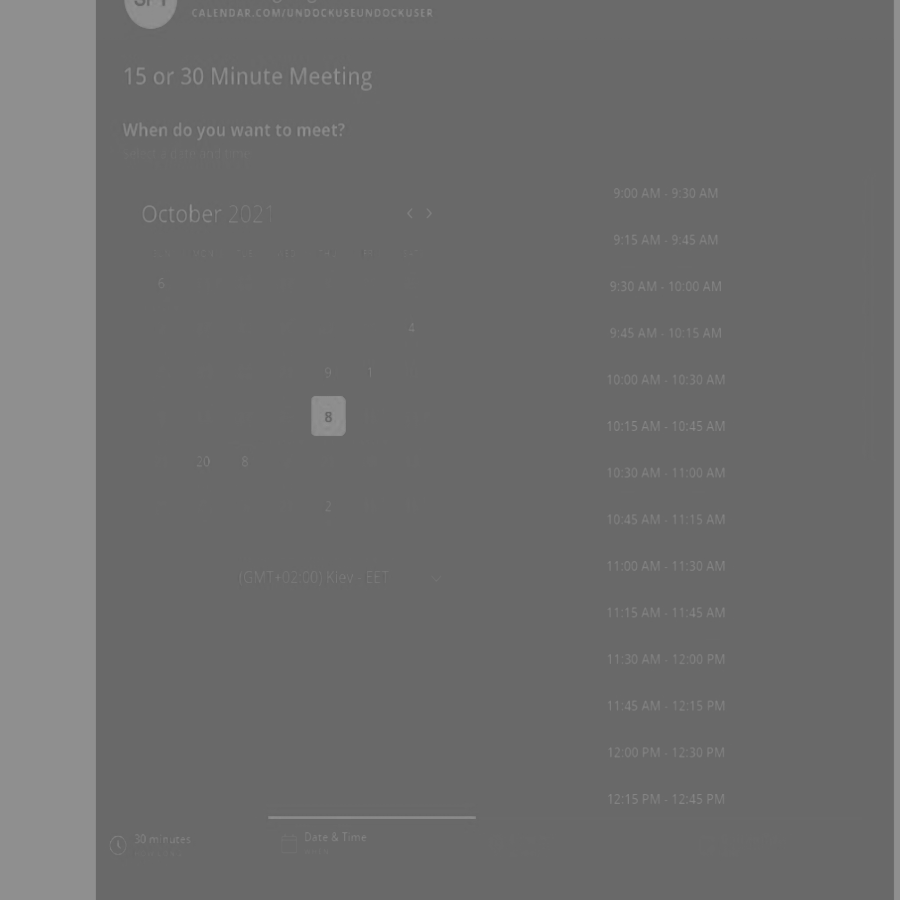 CALENDAR.COM/UNDOCKUSEUNDOCKUSER
15 or 30 Minute Meeting
When do you want to meet?
October 2021
6
4
9 1
8
20 8
2
(GMT+02:00) Kiev - EET
9:00 AM - 9:30 AM
9:15 AM - 9:45 AM
9:30 AM - 10:00 AM
9:45 AM - 10:15 AM
10:00 AM - 10:30 AM
10:15 AM - 10:45 AM
10:30 AM - 11:00 AM
10:45 AM - 11:15 AM
11:00 AM - 11:30 AM
11:15 AM - 11:45 AM
11:30 AM - 12:00 PM
11:45 AM - 12:15 PM
12:00 PM - 12:30 PM
12:15 PM - 12:45 PM
30 minutes
Date & Time